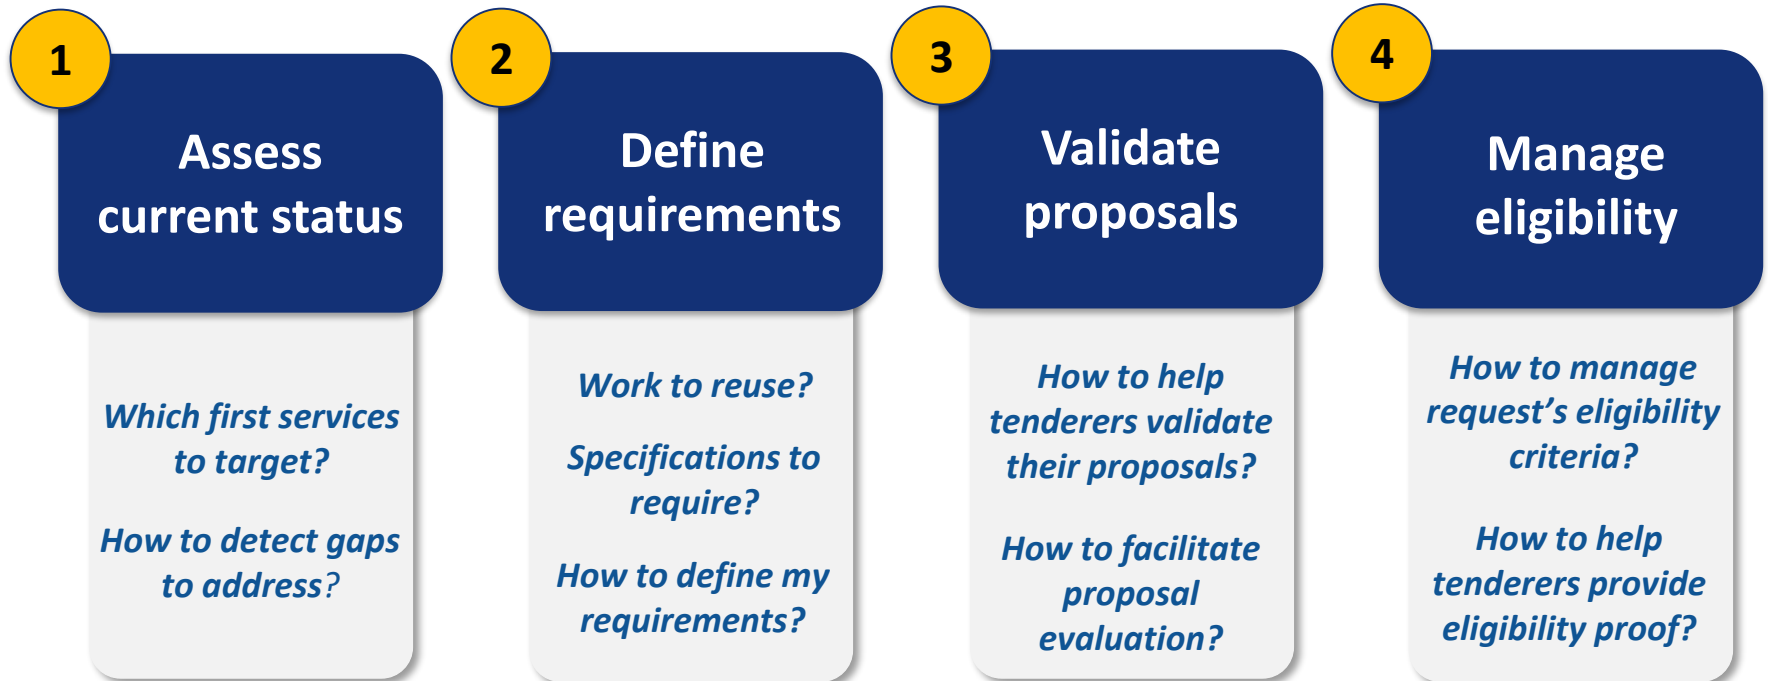 1
Assess
current status
Which first services
to target?
How to detect gaps
to address?
2
Define
requirements
Work to reuse?
Specifications to
require?
How to define my
requirements?
3
Validate
proposals
How to help
tenderers validate
their proposals?
How to facilitate
proposal
evaluation?
4
Manage
eligibility
How to manage
request’s eligibility
criteria?
How to help
tenderers provide
eligibility proof?